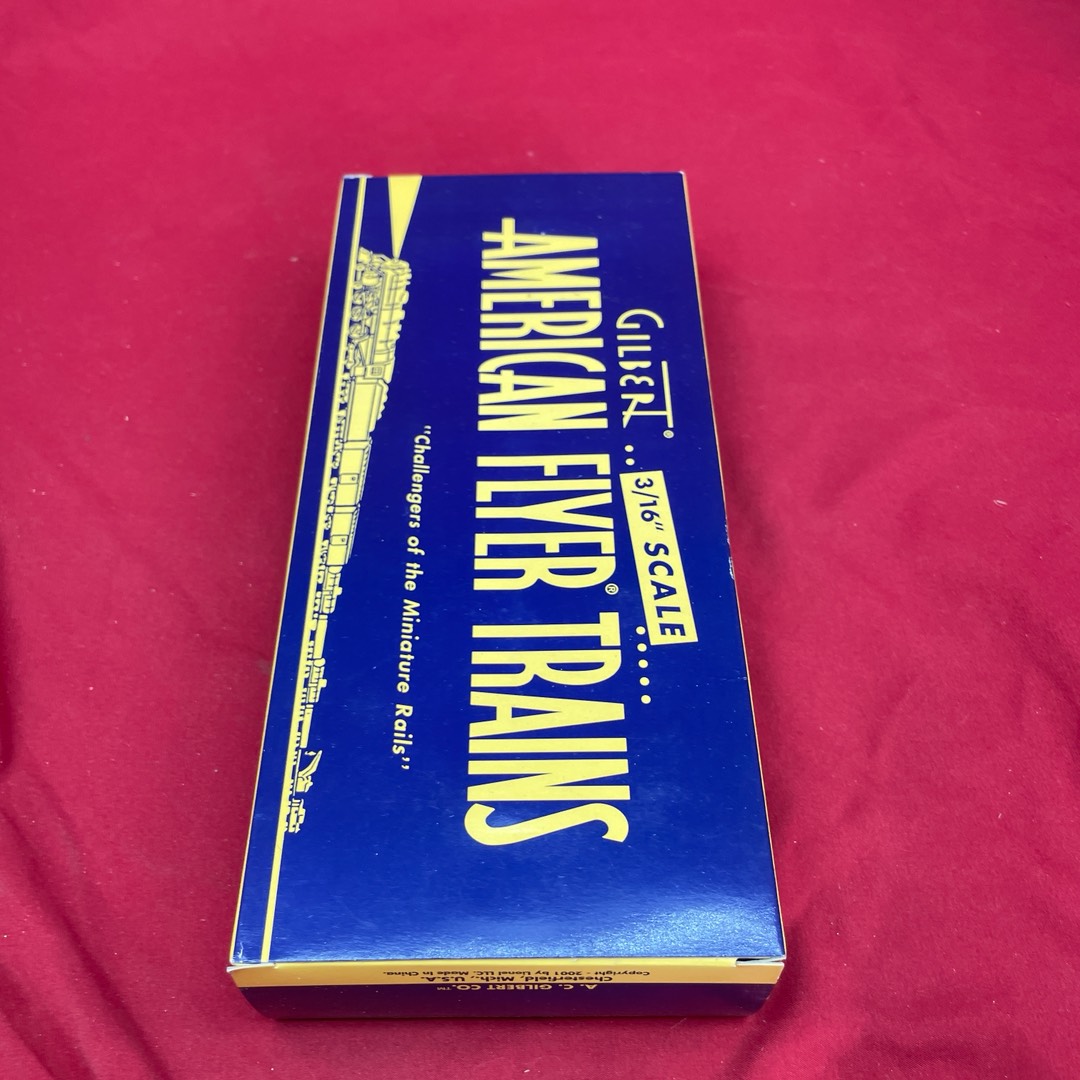 GILBERT®
..3/16" SCALE.....
AMERICAN FLYER® TRAINS
"Challengers of the Miniature Rails"
A. C. GILBERT CO.™
Chesterfield, Mich., U.S.A.
Copyright - 2001 by Lionel LLC. Made in China.